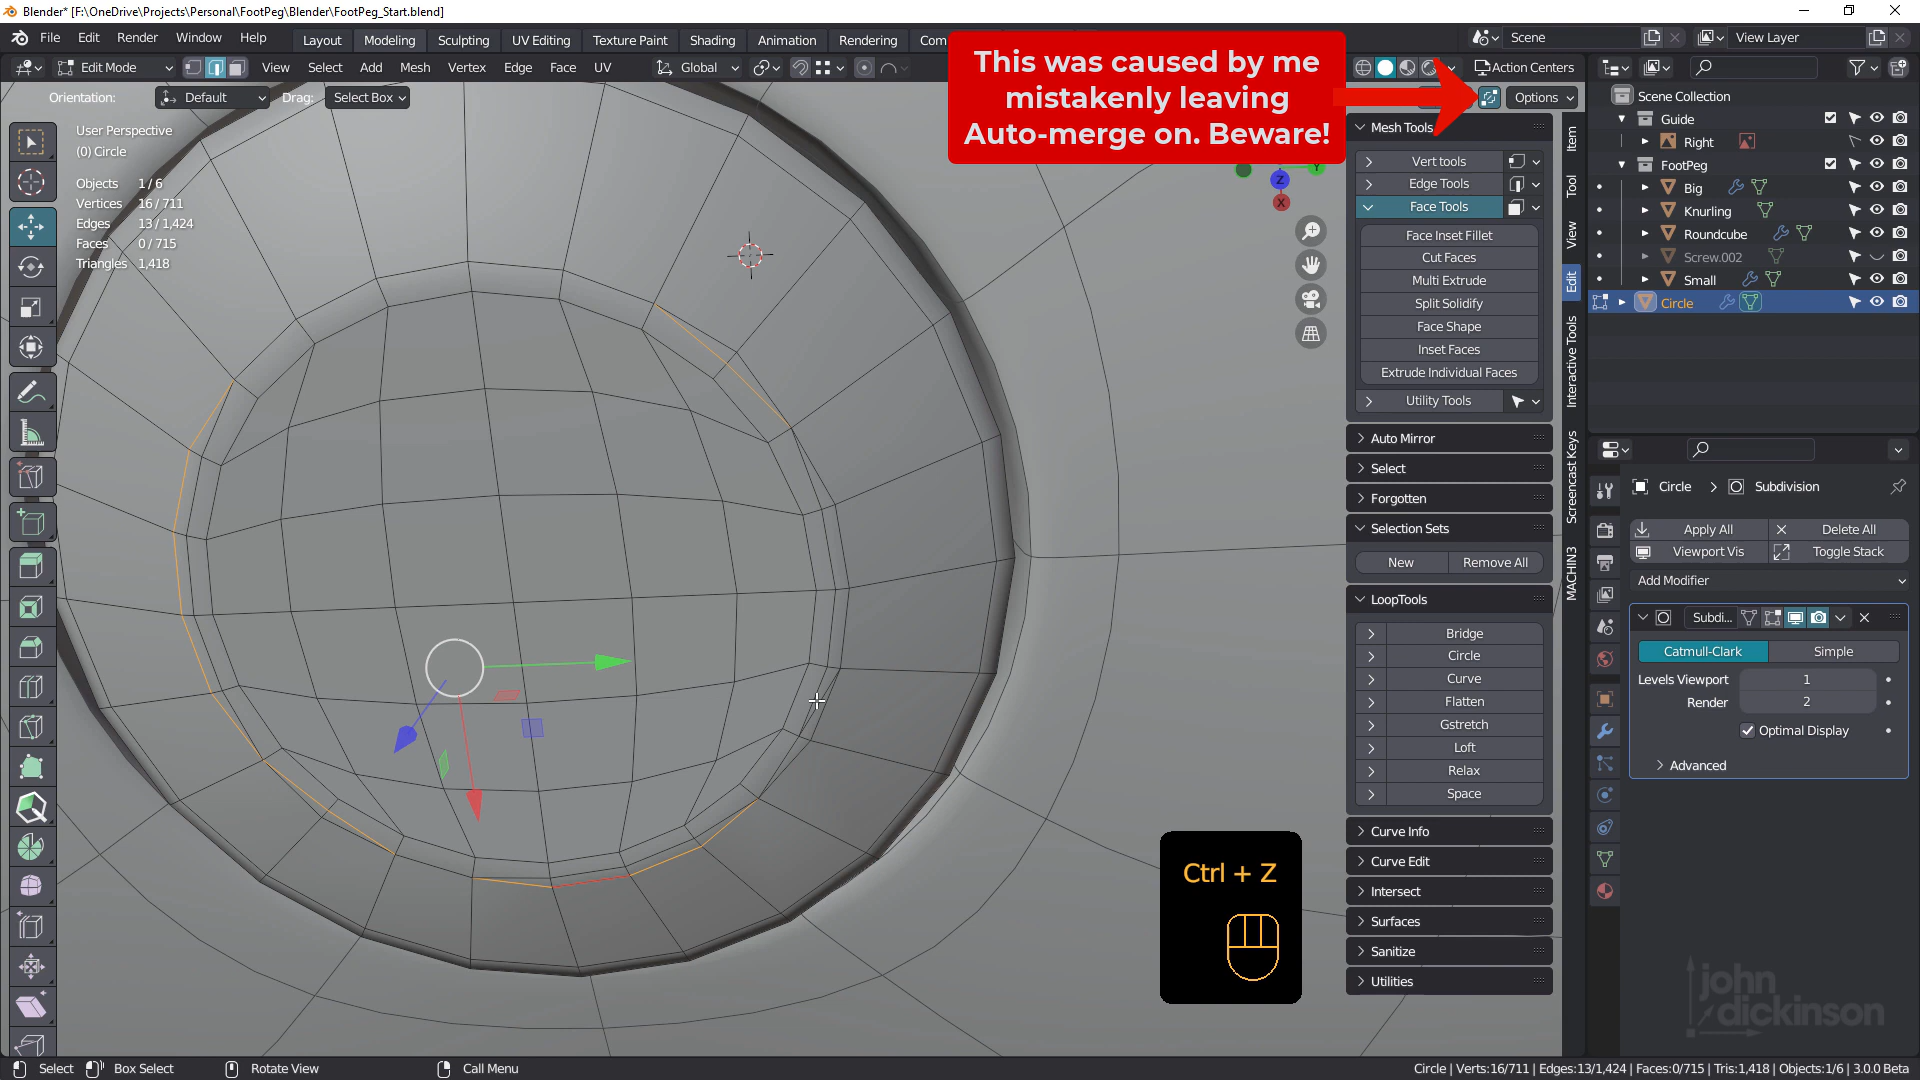 Blender* [F:\OneDrive\Projects\Personal\FootPeg\Blender\FootPeg_Start.blend]
File Edit Render Window Help Layout Modeling Sculpting UV Editing Texture Paint Shading Animation Rendering Com
Scene View Layer
This was caused by me
mistakenly leaving
Auto-merge on. Beware!
Edit Mode View Select Add Mesh Vertex Edge Face UV Global Action Centers
Orientation: Default Drag: Select Box Options
User Perspective
(0) Circle
Objects 1 / 6
Vertices 16 / 711
Edges 13 / 1,424
Faces 0 / 715
Triangles 1,418
Z
Y
X
Mesh Tools
Vert tools
Edge Tools
Face Tools
Face Inset Fillet
Cut Faces
Multi Extrude
Split Solidify
Face Shape
Inset Faces
Extrude Individual Faces
Utility Tools
Auto Mirror
Select
Forgotten
Selection Sets
New Remove All
LoopTools
Bridge
Circle
Curve
Flatten
Gstretch
Loft
Relax
Space
Curve Info
Curve Edit
Intersect
Surfaces
Sanitize
Utilities
Item
Tool
View
Edit
Interactive Tools
Screencast Keys
MACHIN3
Scene Collection
Guide
Right
FootPeg
Big
Knurling
Roundcube
Screw.002
Small
Circle
Circle > Subdivision
Apply All Delete All
Viewport Vis Toggle Stack
Add Modifier
Subdi...
Catmull-Clark Simple
Levels Viewport 1
Render 2
Optimal Display
Advanced
Ctrl + Z
john
dickinson
Select Box Select Rotate View Call Menu
Circle | Verts:16/711 | Edges:13/1,424 | Faces:0/715 | Tris:1,418 | Objects:1/6 | 3.0.0 Beta